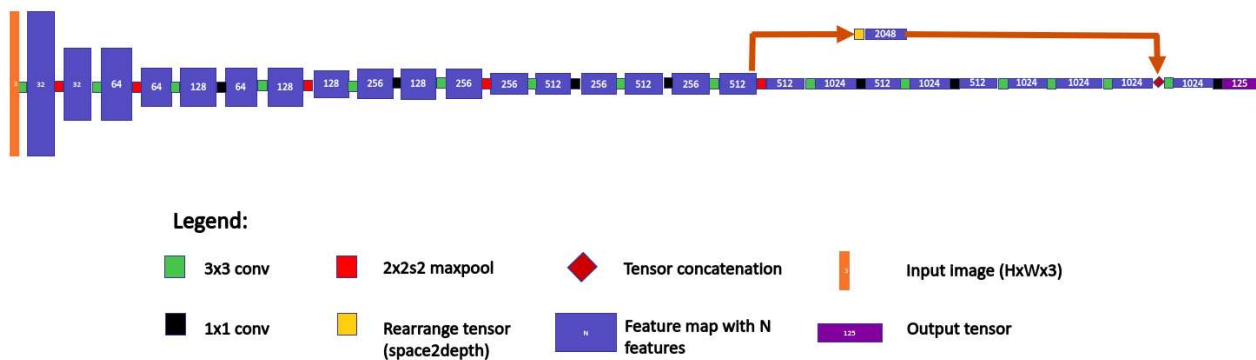 2048
3 32 32 64 64 128 64 128 128 256 128 256 256 512 256 512 256 512 512 1024 512 1024 512 1024 1024 1024 1024 125
Legend:
3x3 conv 2x2s2 maxpool Tensor concatenation 3 Input image (HxWx3)
1x1 conv Rearrange tensor (space2depth) N Feature map with N features 125 Output tensor